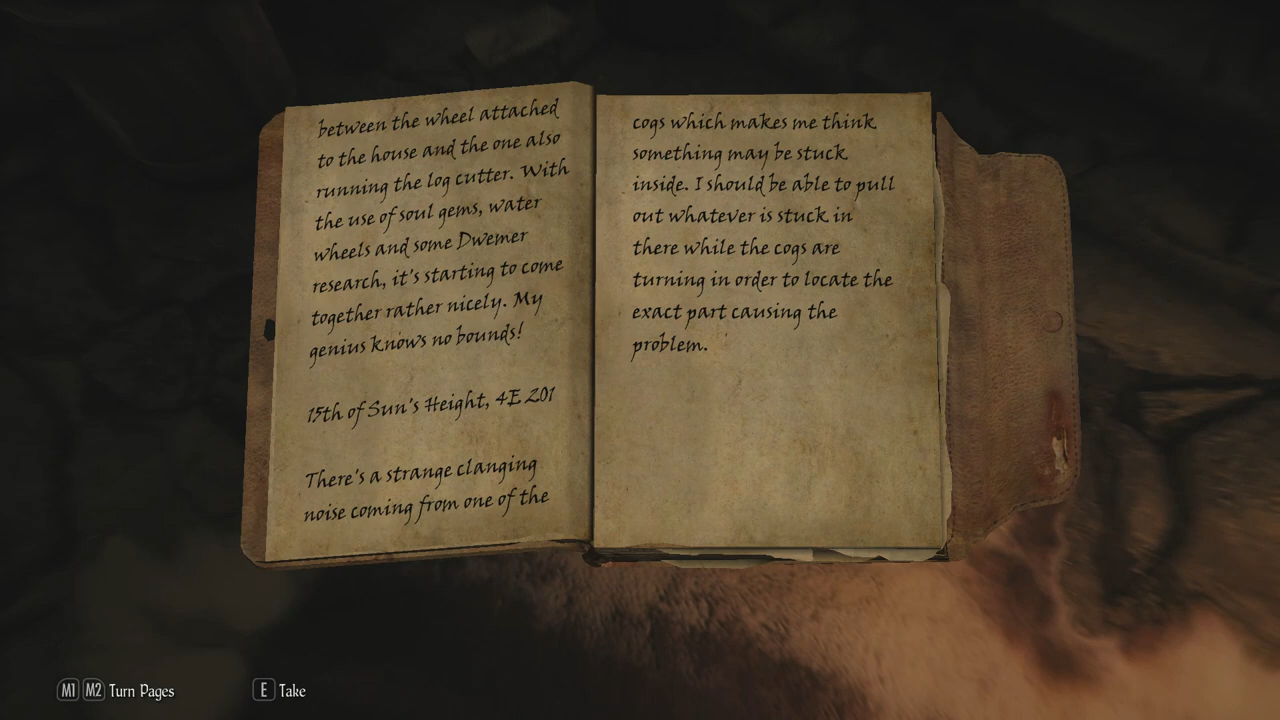 between the wheel attached
to the house and the one also
running the log cutter. With
the use of soul gems, water
wheels and some Dwemer
research, it's starting to come
together rather nicely. My
genius knows no bounds!
15th of Sun's Height, 4E 201
There's a strange clanging
noise coming from one of the
cogs which makes me think
something may be stuck
inside. I should be able to pull
out whatever is stuck in
there while the cogs are
turning in order to locate the
exact part causing the
problem.
M1 M2 Turn Pages
E Take